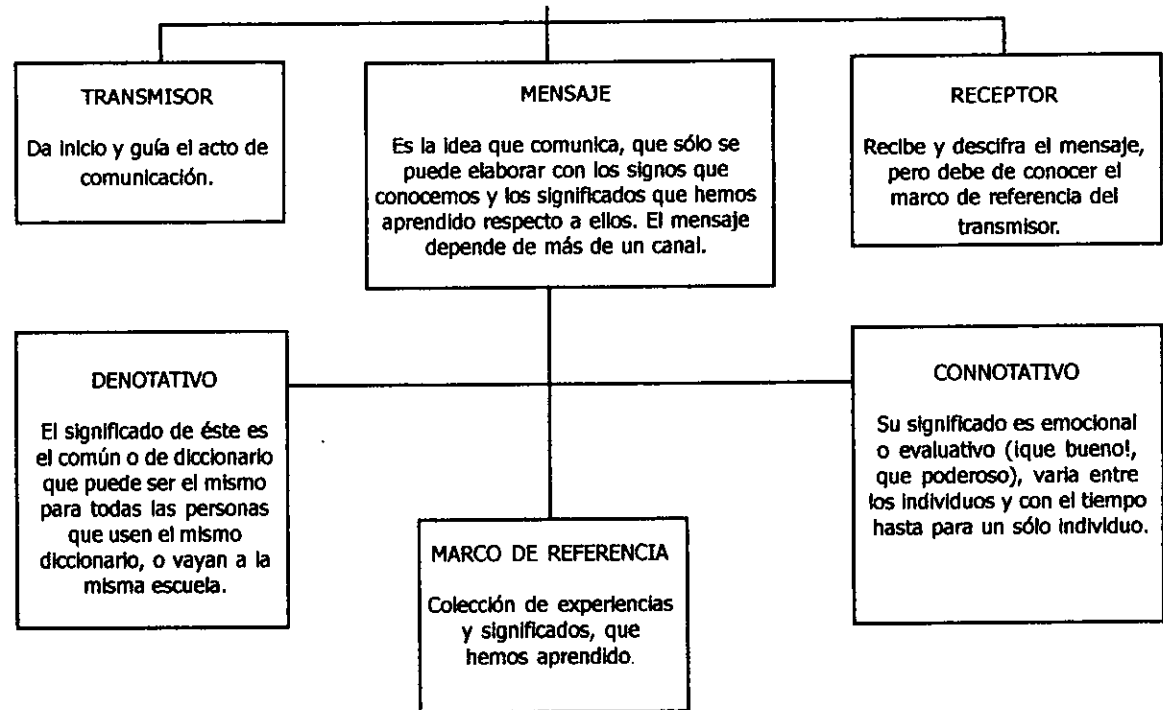 TRANSMISOR
Da inicio y guía el acto de
comunicación.
MENSAJE
Es la idea que comunica, que sólo se
puede elaborar con los signos que
conocemos y los significados que hemos
aprendido respecto a ellos. El mensaje
depende de más de un canal.
RECEPTOR
Recibe y descifra el mensaje,
pero debe de conocer el
marco de referencia del
transmisor.
DENOTATIVO
El significado de éste es
el común o de diccionario
que puede ser el mismo
para todas las personas
que usen el mismo
diccionario, o vayan a la
misma escuela.
MARCO DE REFERENCIA
Colección de experiencias
y significados, que
hemos aprendido.
CONNOTATIVO
Su significado es emocional
o evaluativo (¡que bueno!,
que poderoso), varia entre
los individuos y con el tiempo
hasta para un sólo individuo.